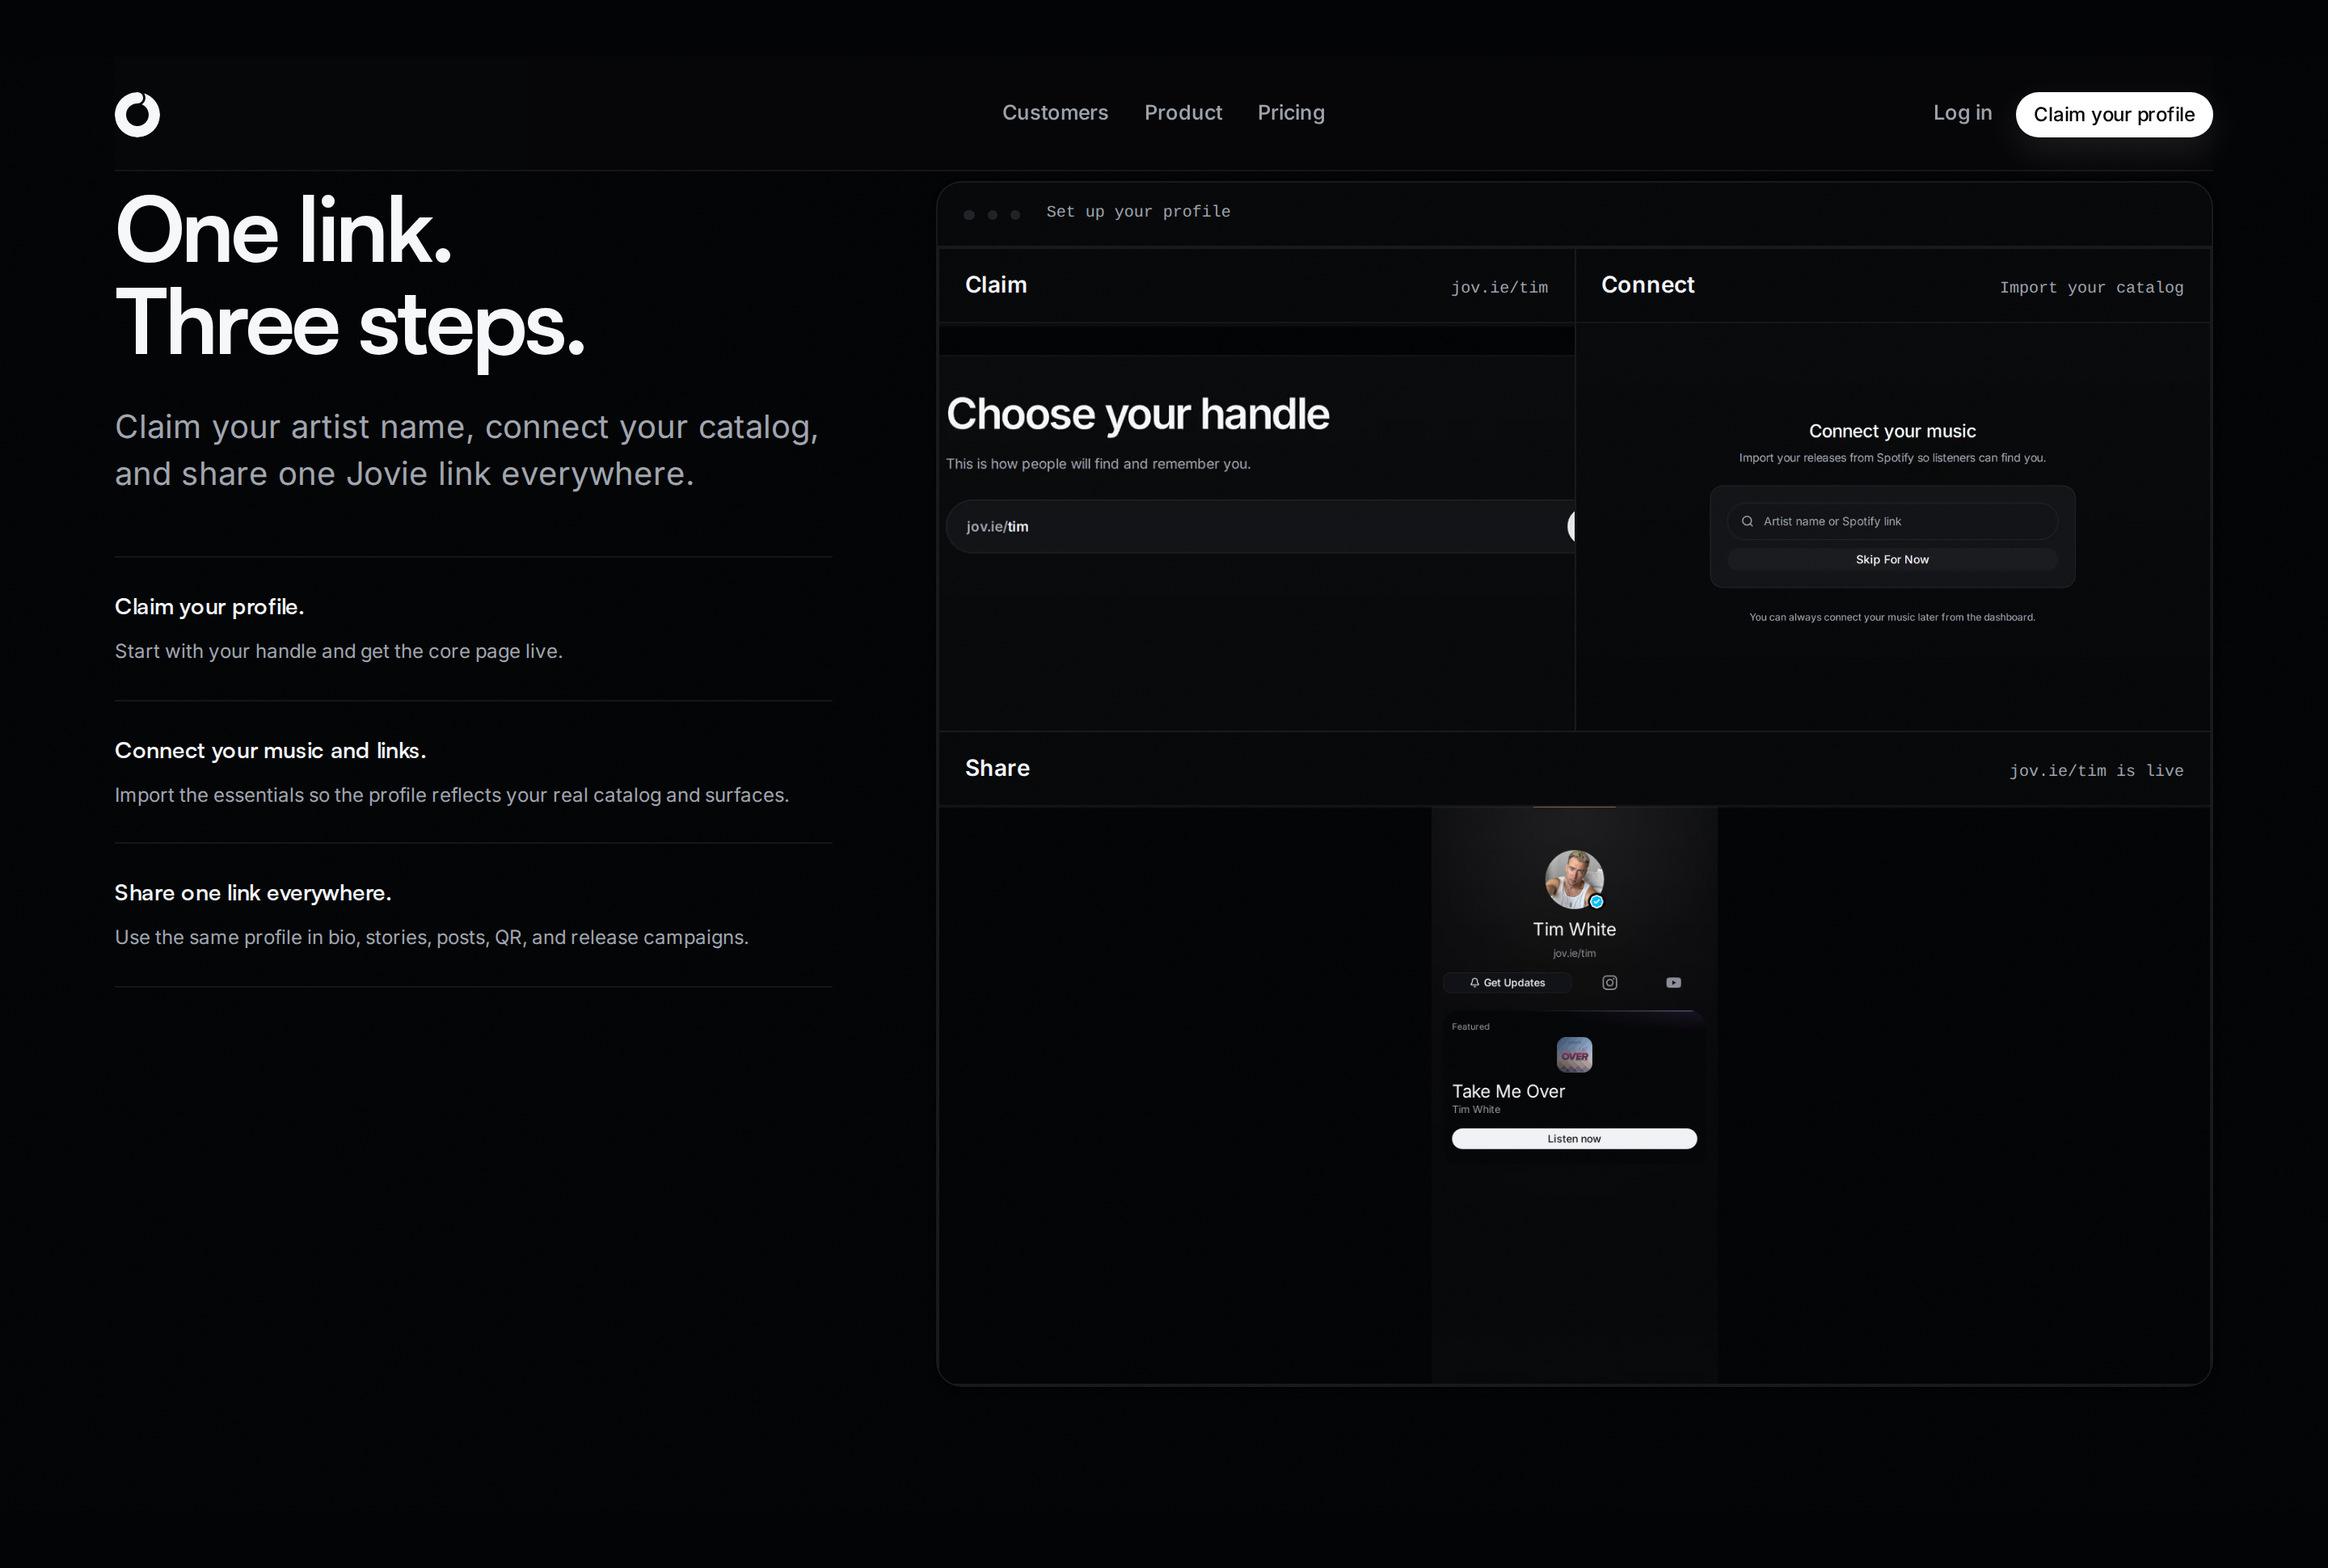 Customers
Product
Pricing
Log in
Claim your profile
One link.
Three steps.
Claim your artist name, connect your catalog,
and share one Jovie link everywhere.
Claim your profile.
Start with your handle and get the core page live.
Connect your music and links.
Import the essentials so the profile reflects your real catalog and surfaces.
Share one link everywhere.
Use the same profile in bio, stories, posts, QR, and release campaigns.
Set up your profile
Claim
jov.ie/tim
Choose your handle
This is how people will find and remember you.
jov.ie/tim
Connect
Import your catalog
Connect your music
Import your releases from Spotify so listeners can find you.
Artist name or Spotify link
Skip For Now
You can always connect your music later from the dashboard.
Share
jov.ie/tim is live
Tim White
jov.ie/tim
Get Updates
Featured
OVER
Take Me Over
Tim White
Listen now